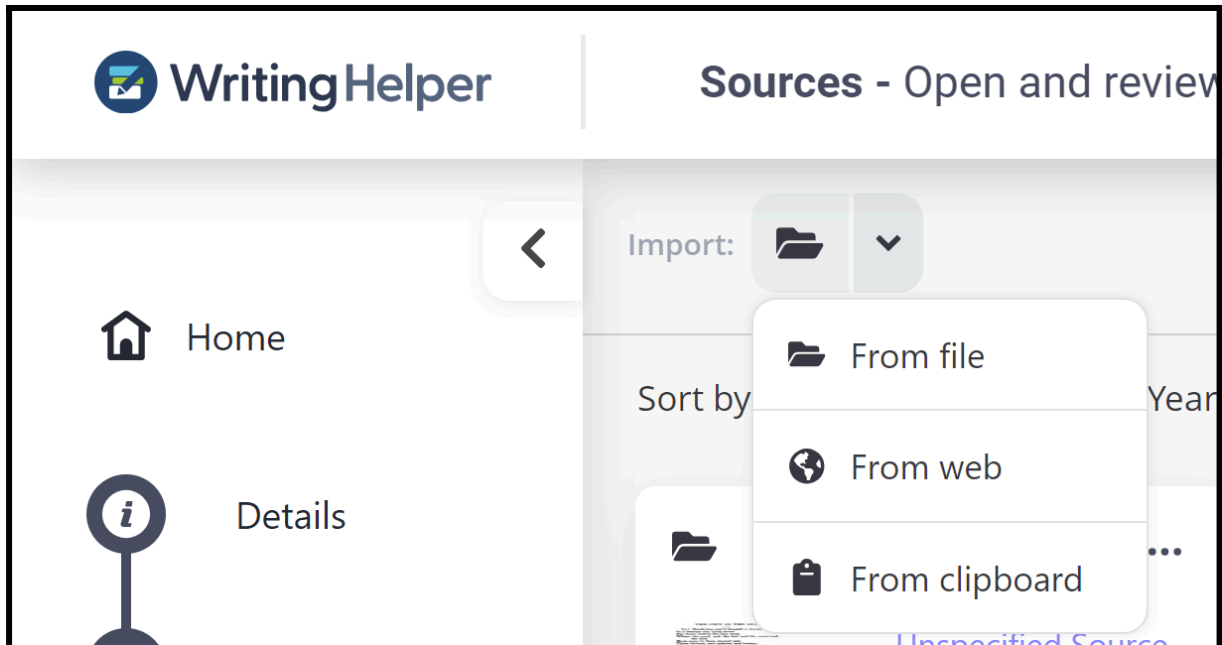 WritingHelper
Sources - Open and review
Import:
Home
From file
Sort by
Year
From web
Details
From clipboard
Unspecified Source